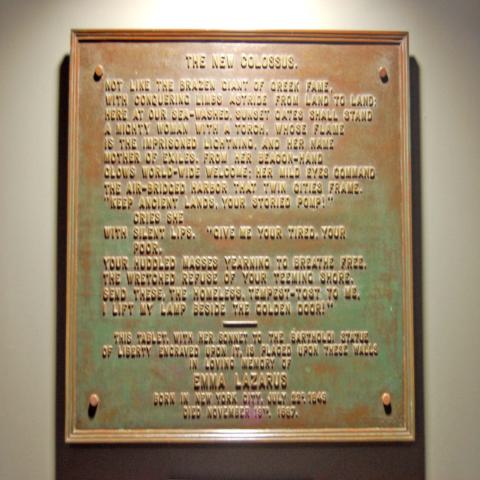 THE NEW COLOSSUS.
NOT LIKE THE BRAZEN GIANT OF GREEK FAME,
WITH CONQUERING LIMBS ASTRIDE FROM LAND TO LAND;
HERE AT OUR SEA-WASHED, SUNSET GATES SHALL STAND
A MIGHTY WOMAN WITH A TORCH, WHOSE FLAME
IS THE IMPRISONED LIGHTNING, AND HER NAME
MOTHER OF EXILES. FROM HER BEACON-HAND
GLOWS WORLD-WIDE WELCOME; HER MILD EYES COMMAND
THE AIR-BRIDGED HARBOR THAT TWIN CITIES FRAME.
"KEEP ANCIENT LANDS, YOUR STORIED POMP!"
CRIES SHE
WITH SILENT LIPS. "GIVE ME YOUR TIRED, YOUR
POOR,
YOUR HUDDLED MASSES YEARNING TO BREATHE FREE,
THE WRETCHED REFUSE OF YOUR TEEMING SHORE,
SEND THESE, THE HOMELESS, TEMPEST-TOST TO ME,
I LIFT MY LAMP BESIDE THE GOLDEN DOOR!"
THIS TABLET, WITH HER SONNET TO THE BARTHOLDI STATUE
OF LIBERTY ENGRAVED UPON IT, IS PLACED UPON THESE WALLS
IN LOVING MEMORY OF
EMMA LAZARUS
BORN IN NEW YORK CITY, JULY 22D, 1849
DIED NOVEMBER 19TH, 1887.